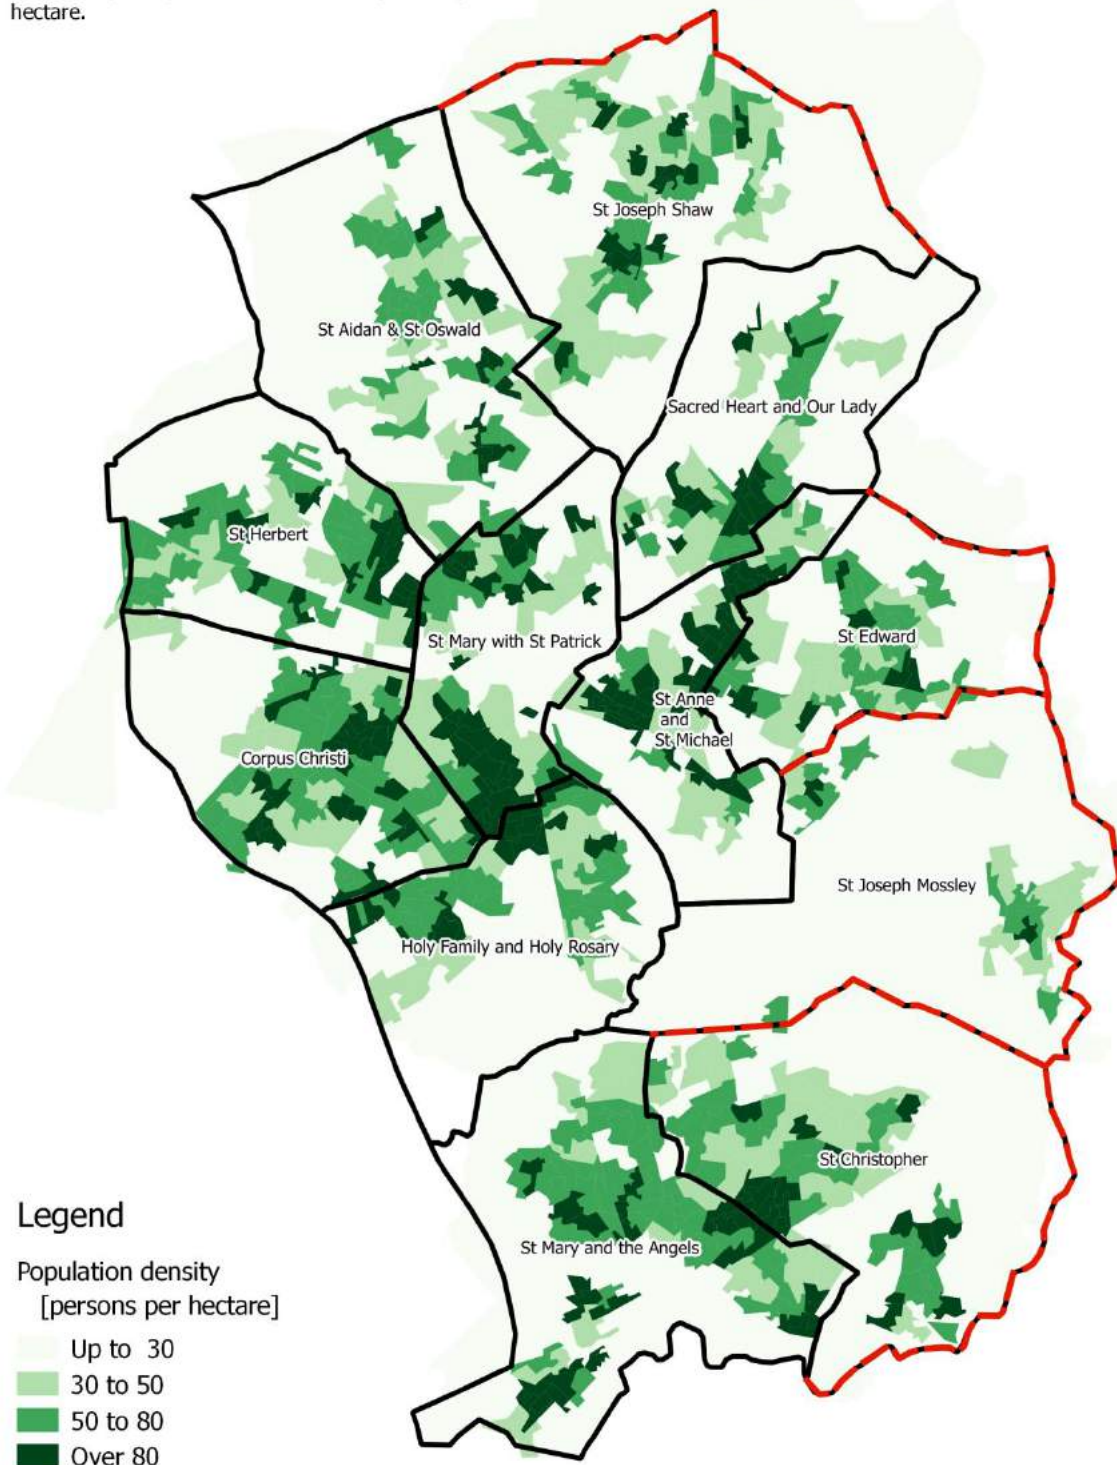 hectare.
St Joseph Shaw
St Aidan & St Oswald
Sacred Heart and Our Lady
St Herbert
St Mary with St Patrick
St Edward
St Anne
and
St Michael
Corpus Christi
St Joseph Mossley
Holy Family and Holy Rosary
St Christopher
St Mary and the Angels
Legend
Population density
[persons per hectare]
Up to 30
30 to 50
50 to 80
Over 80